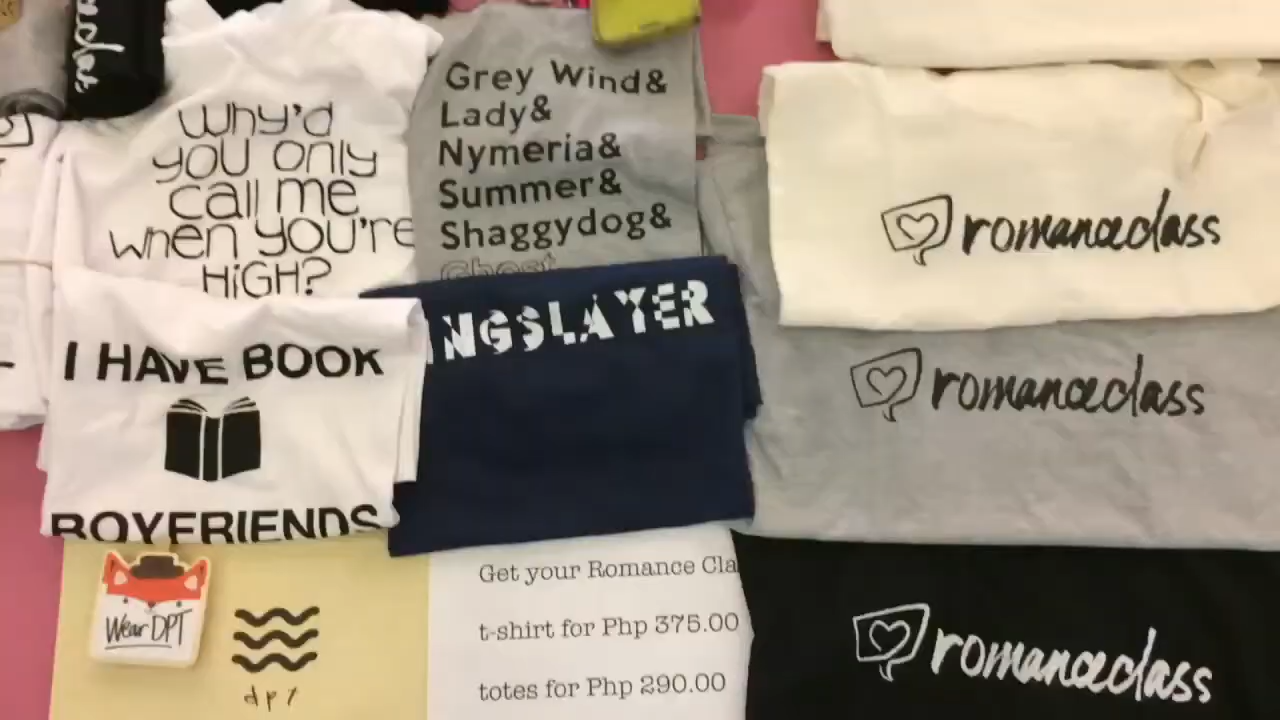 Why'd
you only
call me
when you're
HiGH?
Grey Wind&
Lady&
Nymeria&
Summer&
Shaggydog&
Ghost
romanceclass
I HAVE BOOK
BOYFRIENDS
NGSLAYER
romanceclass
Wear DPT
dpt
Get your Romance Cla
t-shirt for Php 375.00
totes for Php 290.00
romanceclass